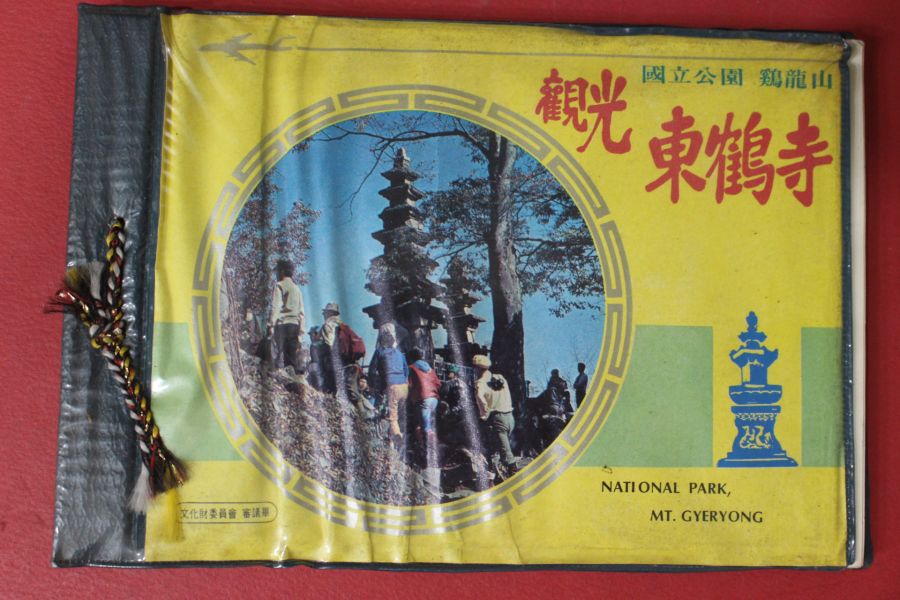 國立公園 鷄龍山
觀光
東鶴寺
NATIONAL PARK,
MT. GYERYONG
文化財委員會 審議畢